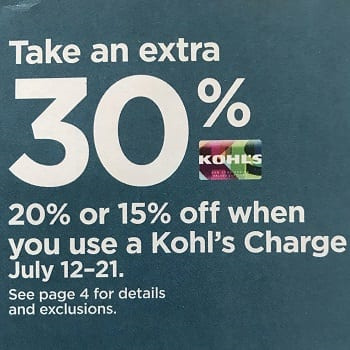 Take an extra
30%
KOHL'S
20% or 15% off when
you use a Kohl's Charge
July 12–21.
See page 4 for details
and exclusions.